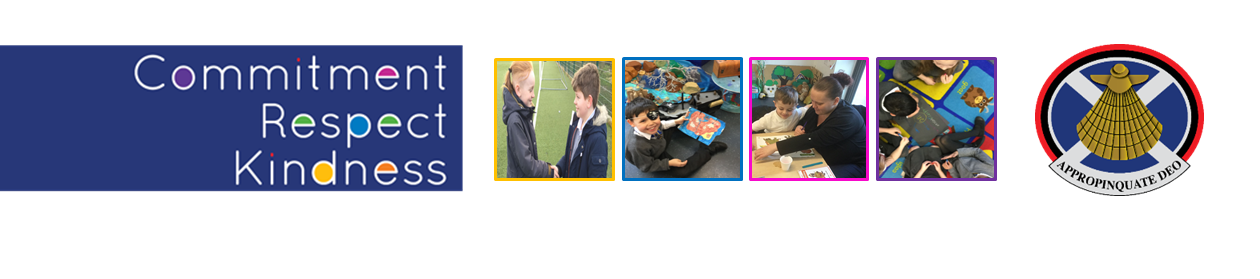 Commitment
Respect
Kindness
APPROPINQUATE DEO